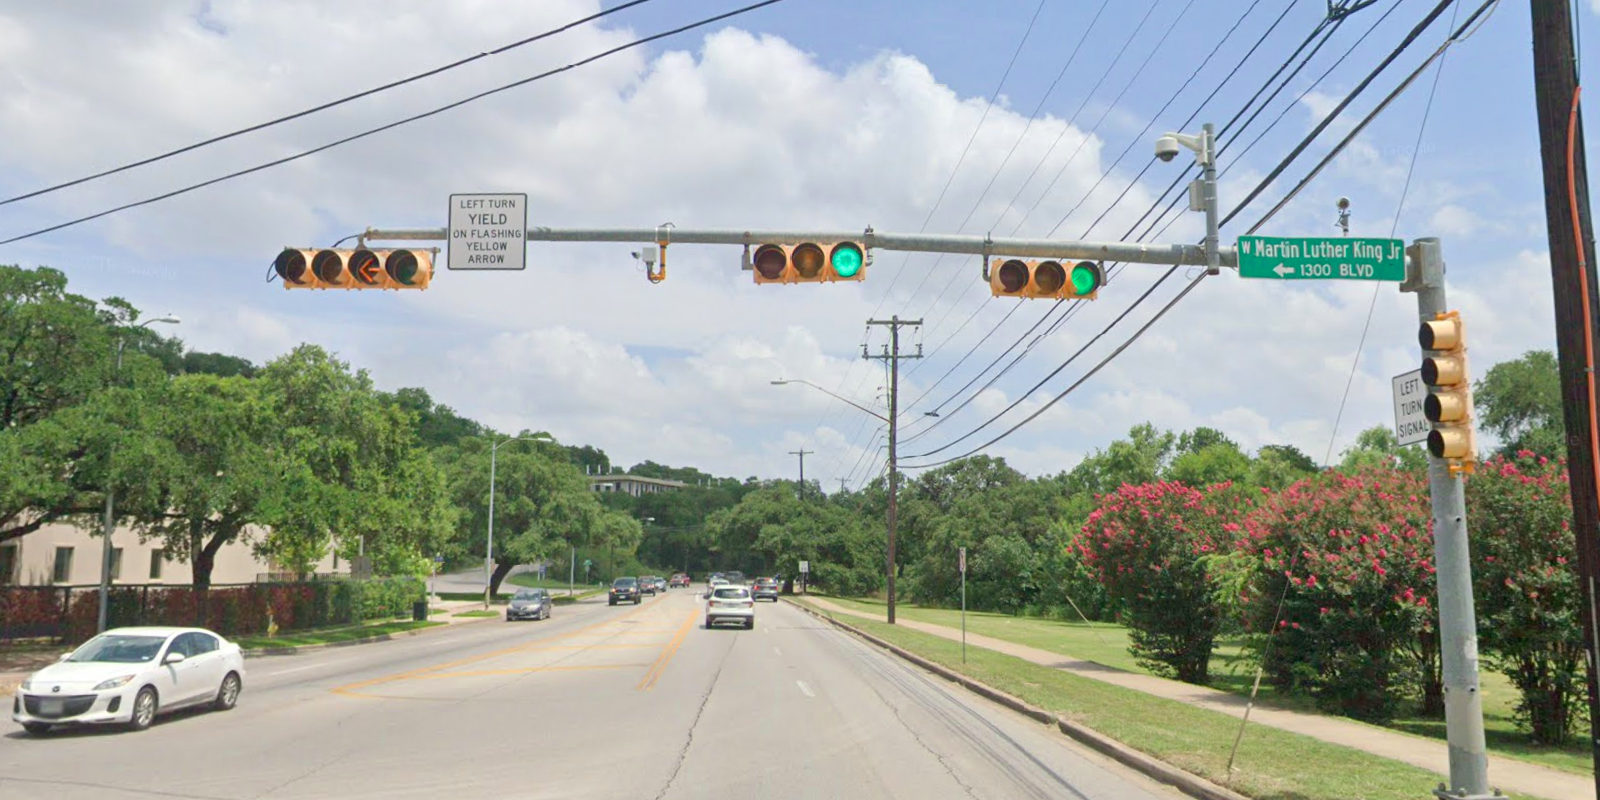 LEFT TURN
YIELD
ON FLASHING
YELLOW
ARROW
W Martin Luther King Jr
1300 BLVD
LEFT
TURN
SIGNAL